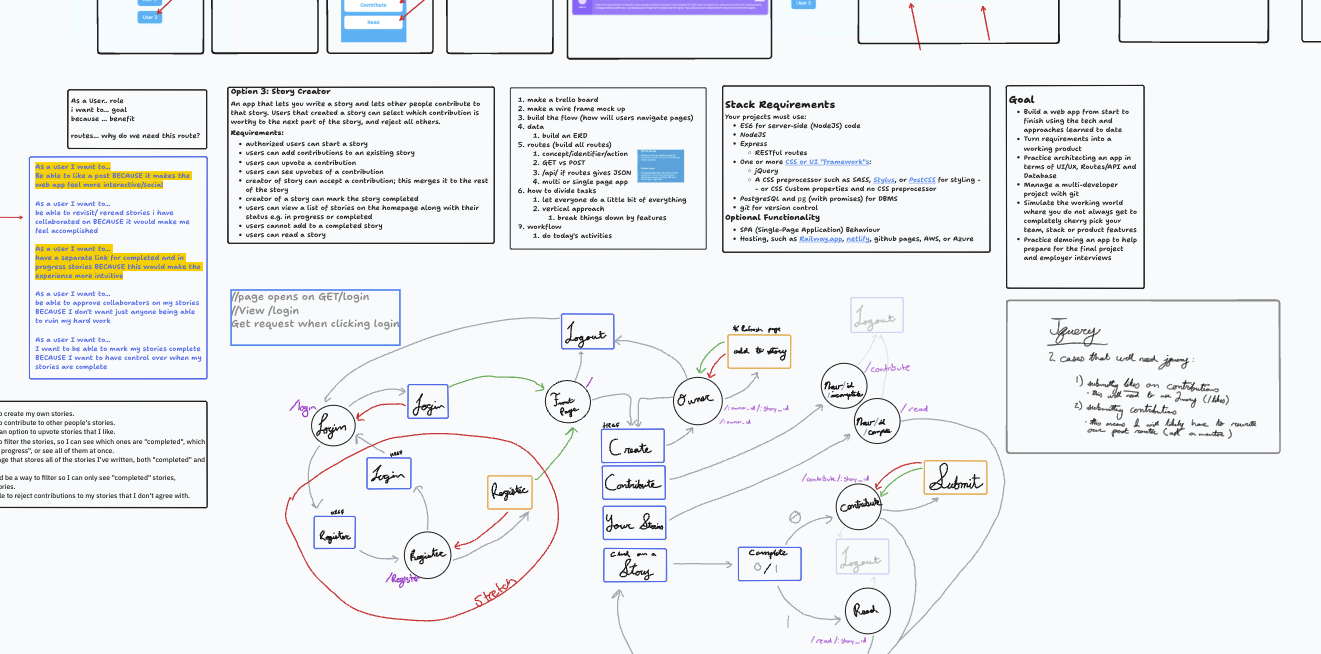 User 2
Contribute
Read
As a User.. role
i want to... goal
because ... benefit
routes... why do we need this route?
As a user I want to...
Be able to like a post BECAUSE it makes the
web app feel more interactive/social
As a user I want to...
be able to revisit/ reread stories i have
collaborated on BECAUSE it would make me
feel accomplished
As a user I want to...
have a separate link for completed and in
progress stories BECAUSE this would make the
experience more intuitive
As a user I want to...
be able to approve collaborators on my stories
BECAUSE I don't want just anyone being able
to ruin my hard work
As a user I want to...
I want to be able to mark my stories complete
BECAUSE I want to have control over when my
stories are complete
o create my own stories.
o contribute to other people's stories.
an option to upvote stories that I like.
o filter the stories, so I can see which ones are "completed", which
progress", or see all of them at once.
age that stores all of the stories I've written, both "completed" and
d be a way to filter so I can only see "completed" stories,
ories.
le to reject contributions to my stories that I don't agree with.
Option 3: Story Creator
An app that lets you write a story and lets other people contribute to
that story. Users that created a story can select which contribution is
worthy to the next part of the story, and reject all others.
Requirements:
• authorized users can start a story
• users can add contributions to an existing story
• users can upvote a contribution
• users can see upvotes of a contribution
• creator of story can accept a contribution; this merges it to the rest
of the story
• creator of a story can mark the story completed
• users can view a list of stories on the homepage along with their
status e.g. in progress or completed
• users cannot add to a completed story
• users can read a story
1. make a trello board
2. make a wire frame mock up
3. build the flow (how will users navigate pages)
4. data
1. build an ERD
5. routes (build all routes)
1. concept/identifier/action
2. GET vs POST
3. /api/ if routes gives JSON
4. multi or single page app
6. how to divide tasks
1. let everyone do a little bit of everything
2. vertical approach
1. break things down by features
7. workflow
1. do today's activities
Stack Requirements
Your projects must use:
• ES6 for server-side (NodeJS) code
• NodeJS
• Express
◦ RESTful routes
• One or more CSS or UI "framework"s:
◦ jQuery
◦ A CSS preprocessor such as SASS, Stylus, or PostCSS for styling -
- or CSS Custom properties and no CSS preprocessor
• PostgreSQL and pg (with promises) for DBMS
• git for version control
Optional Functionality
• SPA (Single-Page Application) Behaviour
• Hosting, such as Railway.app, netlify, github pages, AWS, or Azure
Goal
• Build a web app from start to
finish using the tech and
approaches learned to date
• Turn requirements into a
working product
• Practice architecting an app in
terms of UI/UX, Routes/API and
Database
• Manage a multi-developer
project with git
• Simulate the working world
where you do not always get to
completely cherry pick your
team, stack or product features
• Practice demoing an app to help
prepare for the final project
and employer interviews
//page opens on GET/login
//View /login
Get request when clicking login
Logout
Logout
refresh page
add to story
/login
Login
Login
Front
Page
Owner
/:owner_id/:story_id
/:owner_id
New/id
incomplete
/contribute
New/id
complete
/read
HREF
Create
Contribute
Your Stories
Click on a
Story
HREF
Login
Register
HREF
Register
Register
/Register
Stretch
Complete
0/1
0
1
/contribute/:story_id
Contribute
Submit
Logout
Read
/read/:story_id
Jquery
2 cases that will need jquery:
1) submitting likes on contributions
• this will need to use Jquery (/likes)
2) submitting contributions
• this means I will likely have to rewrite
our post router (ask a mentor)